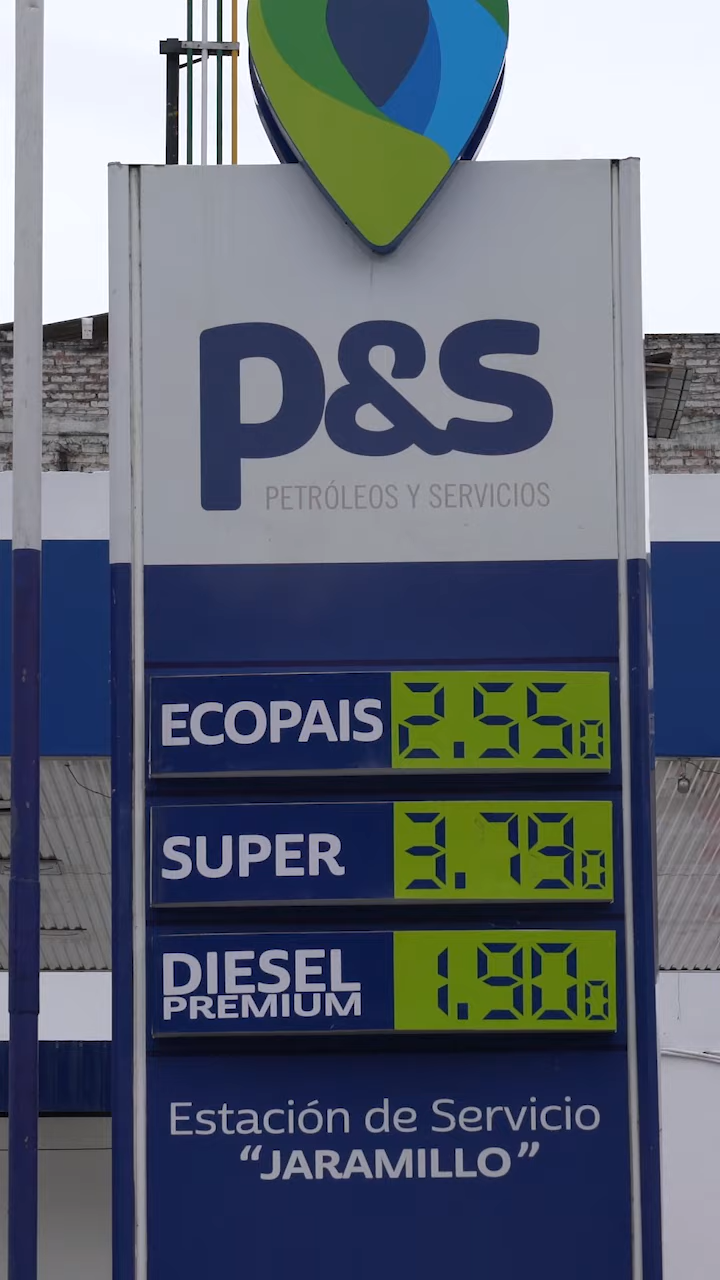 p&s
PETRÓLEOS Y SERVICIOS
ECOPAIS 2.550
SUPER 3.790
DIESEL PREMIUM 1.900
Estación de Servicio
“JARAMILLO”